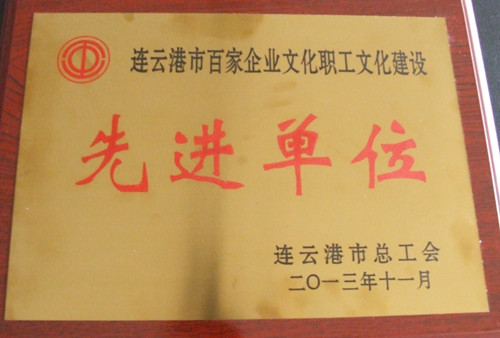 连云港市百家企业文化职工文化建设
先进单位
连云港市总工会
二〇一三年十一月